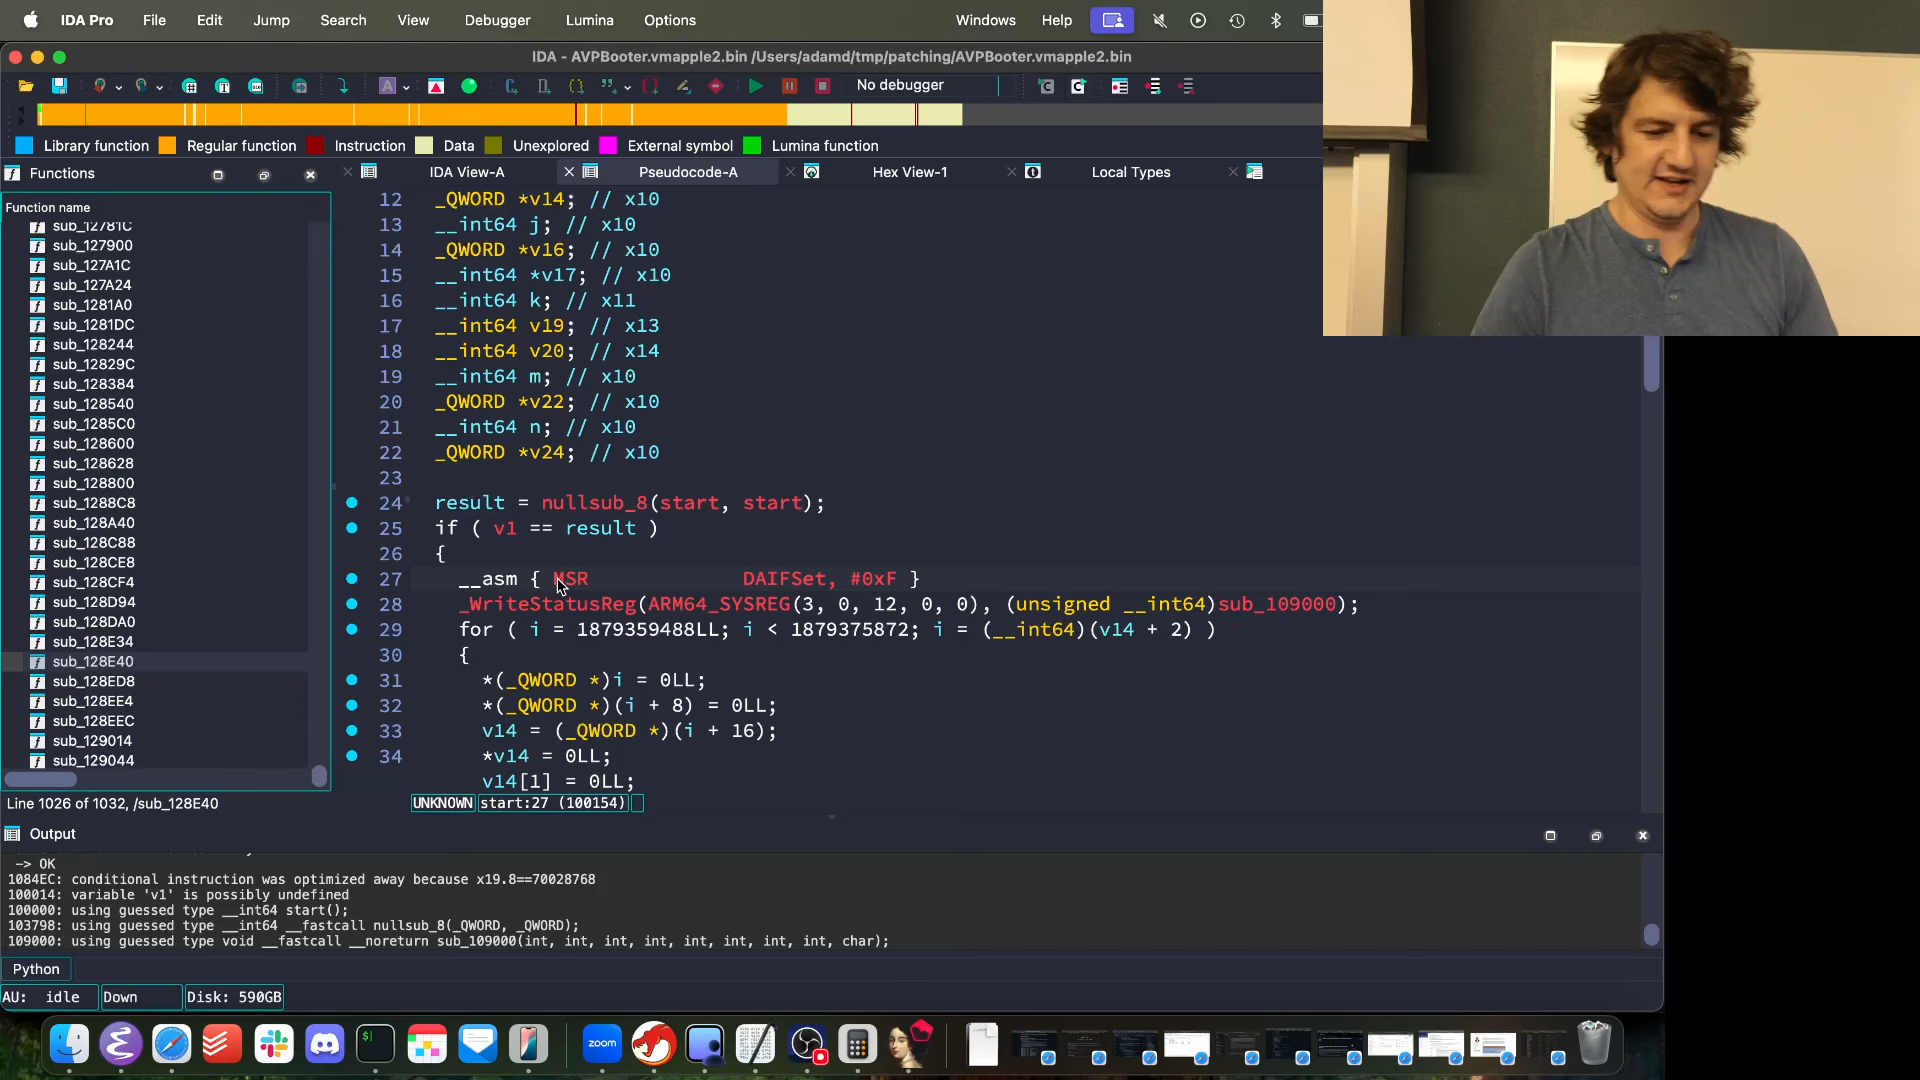 IDA Pro File Edit Jump Search View Debugger Lumina Options Windows Help
IDA - AVPBooter.vmapple2.bin /Users/adamd/tmp/patching/AVPBooter.vmapple2.bin
No debugger
Library function Regular function Instruction Data Unexplored External symbol Lumina function
Functions
IDA View-A Pseudocode-A Hex View-1 Local Types
Function name
sub_12781C
sub_127900
sub_127A1C
sub_127A24
sub_1281A0
sub_1281DC
sub_128244
sub_12829C
sub_128384
sub_128540
sub_1285C0
sub_128600
sub_128628
sub_128800
sub_1288C8
sub_128A40
sub_128C88
sub_128CE8
sub_128CF4
sub_128D94
sub_128DA0
sub_128E34
sub_128E40
sub_128ED8
sub_128EE4
sub_128EEC
sub_129014
sub_129044
Line 1026 of 1032, /sub_128E40
12 _QWORD *v14; // x10
13 __int64 j; // x10
14 _QWORD *v16; // x10
15 __int64 *v17; // x10
16 __int64 k; // x11
17 __int64 v19; // x13
18 __int64 v20; // x14
19 __int64 m; // x10
20 _QWORD *v22; // x10
21 __int64 n; // x10
22 _QWORD *v24; // x10
23
24 result = nullsub_8(start, start);
25 if ( v1 == result )
26 {
27 __asm { MSR DAIFSet, #0xF }
28 _WriteStatusReg(ARM64_SYSREG(3, 0, 12, 0, 0), (unsigned __int64)sub_109000);
29 for ( i = 1879359488LL; i < 1879375872; i = (__int64)(v14 + 2) )
30 {
31 *(_QWORD *)i = 0LL;
32 *(_QWORD *)(i + 8) = 0LL;
33 v14 = (_QWORD *)(i + 16);
34 *v14 = 0LL;
v14[1] = 0LL;
UNKNOWN start:27 (100154)
Output
-> OK
1084EC: conditional instruction was optimized away because x19.8==70028768
100014: variable 'v1' is possibly undefined
100000: using guessed type __int64 start();
103798: using guessed type __int64 __fastcall nullsub_8(_QWORD, _QWORD);
109000: using guessed type void __fastcall __noreturn sub_109000(int, int, int, int, int, int, int, int, char);
Python
AU: idle Down Disk: 590GB
zoom